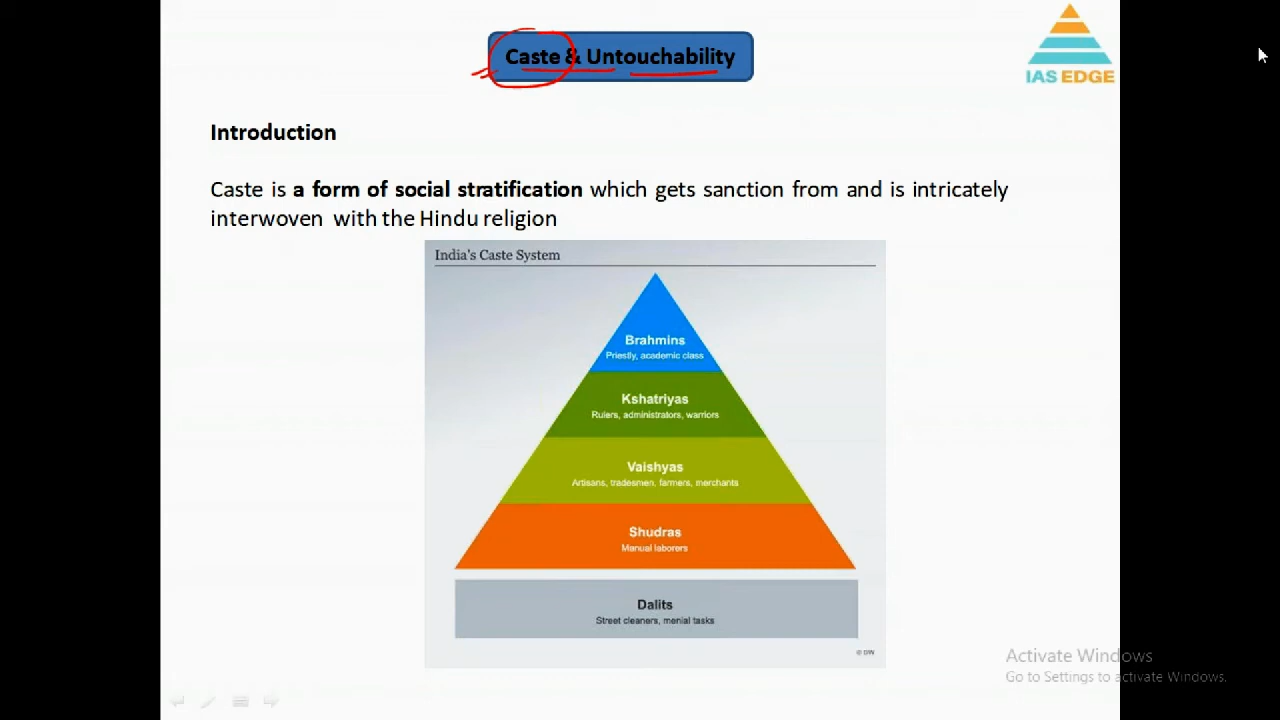 Caste & Untouchability
IAS EDGE
Introduction
Caste is a form of social stratification which gets sanction from and is intricately
interwoven with the Hindu religion
India's Caste System
Brahmins
Priestly, academic class
Kshatriyas
Rulers, administrators, warriors
Vaishyas
Artisans, tradesmen, farmers, merchants
Shudras
Manual laborers
Dalits
Street cleaners, menial tasks
© DW
Activate Windows
Go to Settings to activate Windows.